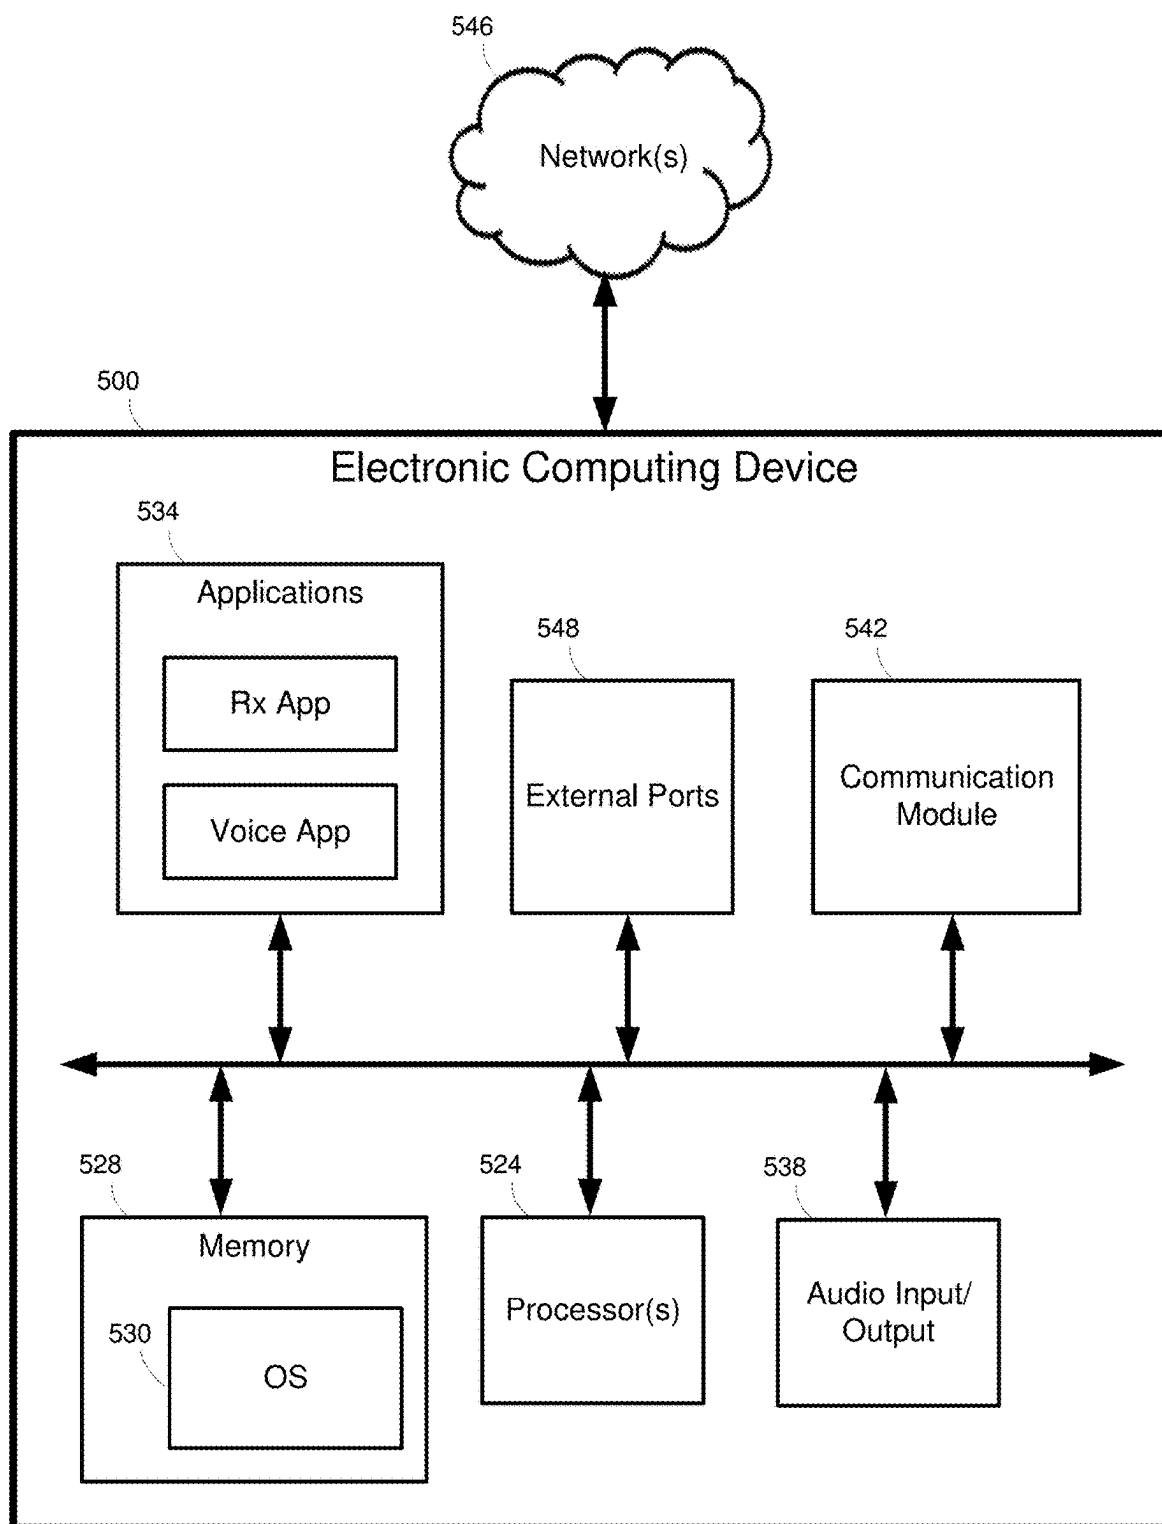 546
Network(s)
500
Electronic Computing Device
534
Applications
Rx App
Voice App
548
External Ports
542
Communication
Module
528
Memory
530
OS
524
Processor(s)
538
Audio Input/
Output